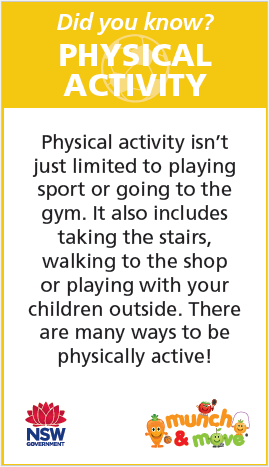 Did you know?
PHYSICAL
ACTIVITY
Physical activity isn't
just limited to playing
sport or going to the
gym. It also includes
taking the stairs,
walking to the shop
or playing with your
children outside. There
are many ways to be
physically active!
NSW
GOVERNMENT
munch
& move